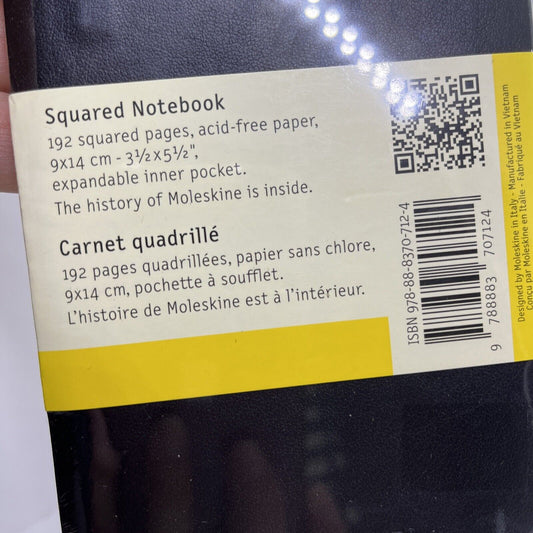 Squared Notebook
192 squared pages, acid-free paper,
9x14 cm - 3½x5½",
expandable inner pocket.
The history of Moleskine is inside.
Carnet quadrillé
192 pages quadrillées, papier sans chlore,
9x14 cm, pochette à soufflet.
L'histoire de Moleskine est à l'intérieur.
ISBN 978-88-8370-712-4
9 788883 707124
Designed by Moleskine in Italy - Manufactured in Vietnam
Conçu par Moleskine en Italie - Fabriqué au Vietnam